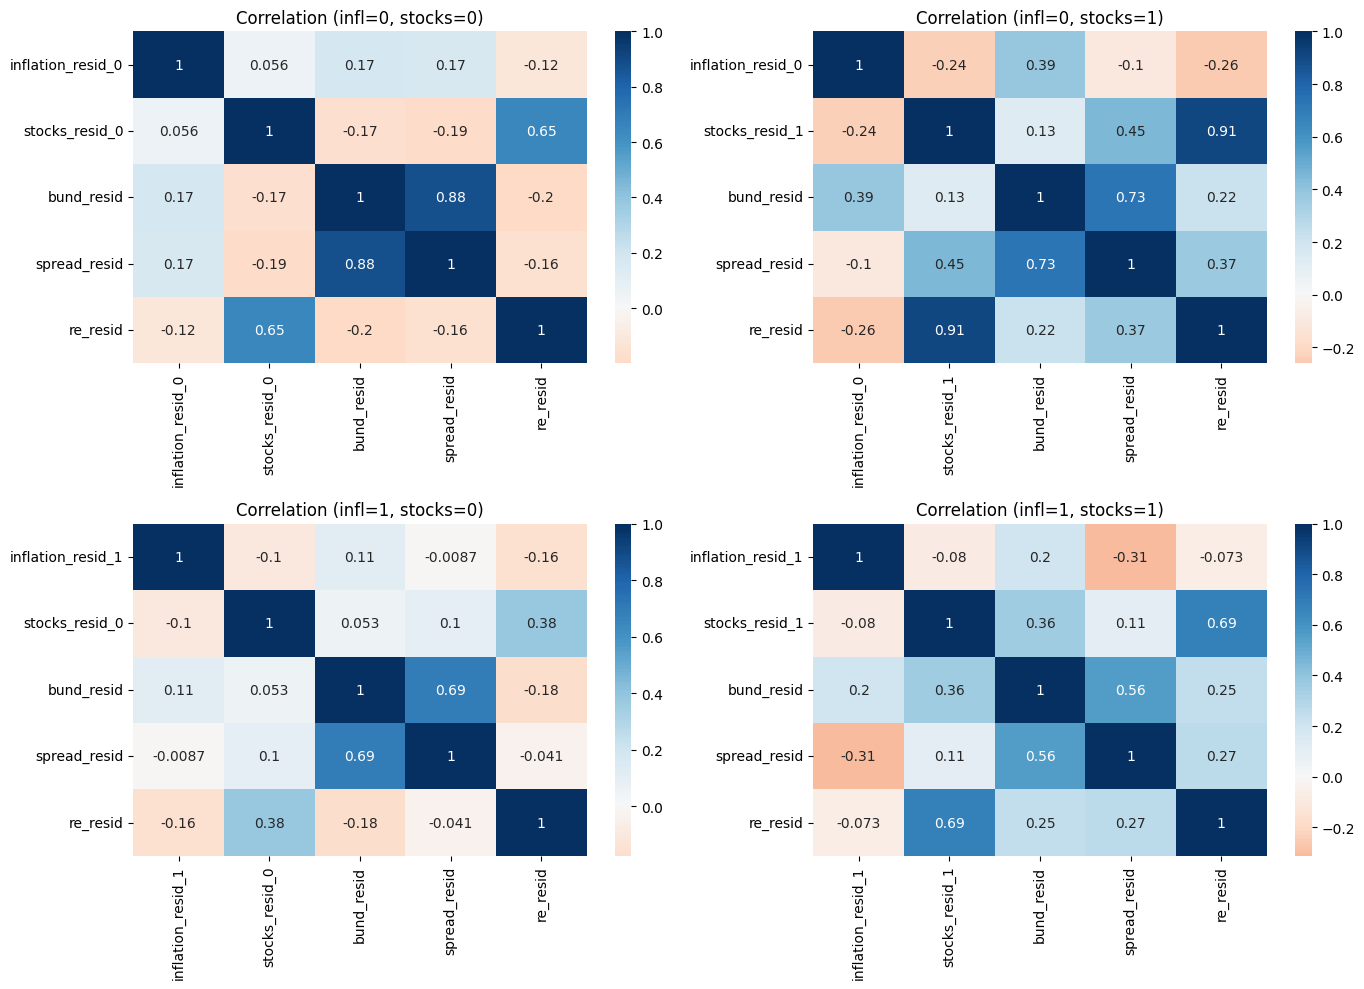 Correlation (infl=0, stocks=0)
inflation_resid_0 1 0.056 0.17 0.17 -0.12
stocks_resid_0 0.056 1 -0.17 -0.19 0.65
bund_resid 0.17 -0.17 1 0.88 -0.2
spread_resid 0.17 -0.19 0.88 1 -0.16
re_resid -0.12 0.65 -0.2 -0.16 1
inflation_resid_0 stocks_resid_0 bund_resid spread_resid re_resid
1.0
0.8
0.6
0.4
0.2
0.0
Correlation (infl=0, stocks=1)
inflation_resid_0 1 -0.24 0.39 -0.1 -0.26
stocks_resid_1 -0.24 1 0.13 0.45 0.91
bund_resid 0.39 0.13 1 0.73 0.22
spread_resid -0.1 0.45 0.73 1 0.37
re_resid -0.26 0.91 0.22 0.37 1
inflation_resid_0 stocks_resid_1 bund_resid spread_resid re_resid
1.0
0.8
0.6
0.4
0.2
0.0
−0.2
Correlation (infl=1, stocks=0)
inflation_resid_1 1 -0.1 0.11 -0.0087 -0.16
stocks_resid_0 -0.1 1 0.053 0.1 0.38
bund_resid 0.11 0.053 1 0.69 -0.18
spread_resid -0.0087 0.1 0.69 1 -0.041
re_resid -0.16 0.38 -0.18 -0.041 1
inflation_resid_1 stocks_resid_0 bund_resid spread_resid re_resid
1.0
0.8
0.6
0.4
0.2
0.0
Correlation (infl=1, stocks=1)
inflation_resid_1 1 -0.08 0.2 -0.31 -0.073
stocks_resid_1 -0.08 1 0.36 0.11 0.69
bund_resid 0.2 0.36 1 0.56 0.25
spread_resid -0.31 0.11 0.56 1 0.27
re_resid -0.073 0.69 0.25 0.27 1
inflation_resid_1 stocks_resid_1 bund_resid spread_resid re_resid
1.0
0.8
0.6
0.4
0.2
0.0
−0.2